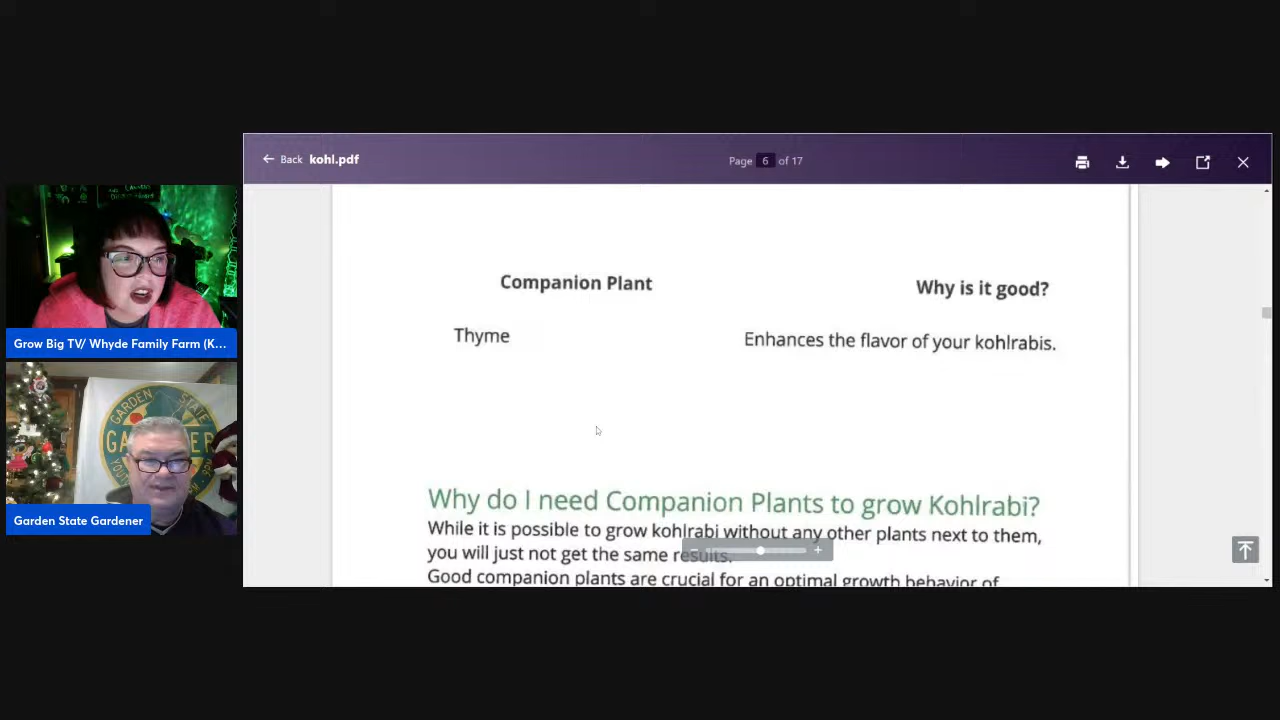 Back kohl.pdf
Page 6 of 17
Companion Plant
Why is it good?
Thyme
Enhances the flavor of your kohlrabis.
Why do I need Companion Plants to grow Kohlrabi?
While it is possible to grow kohlrabi without any other plants next to them,
you will just not get the same results.
Good companion plants are crucial for an optimal growth behavior of
Grow Big TV/ Whyde Family Farm (K...
GARDEN STATE
Garden State Gardener